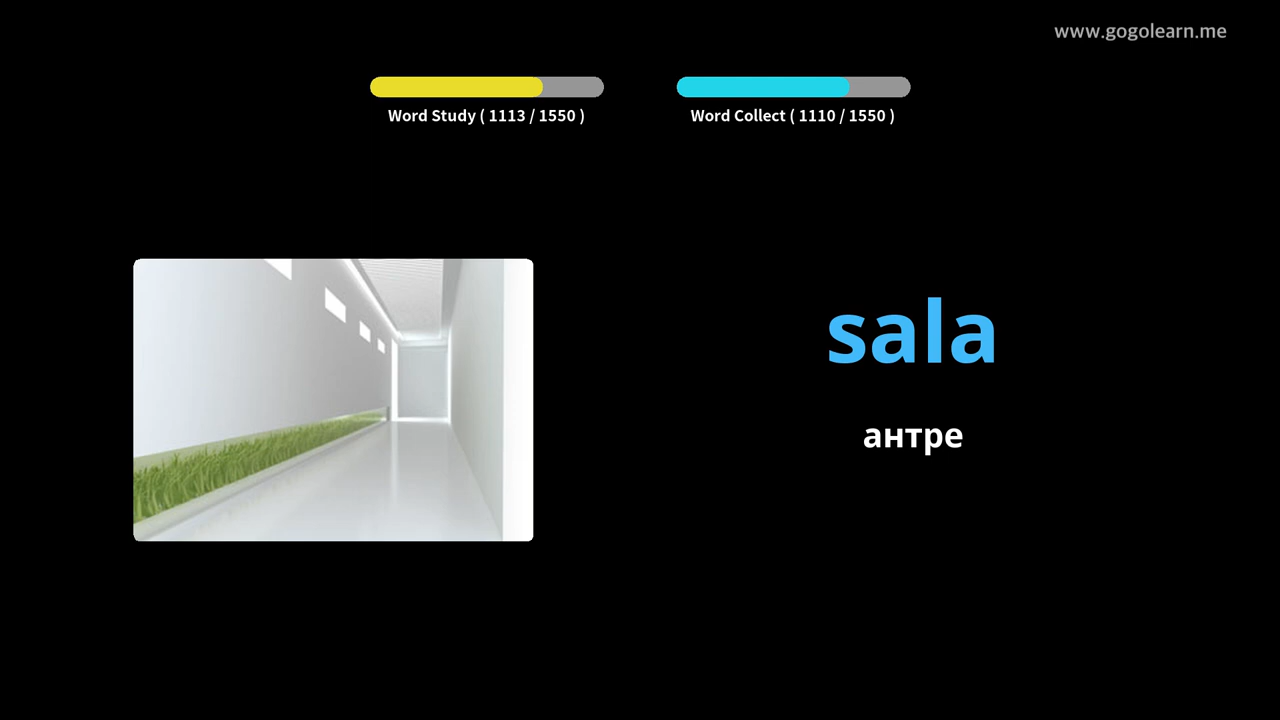 www.gogolearn.me
Word Study ( 1113 / 1550 )
Word Collect ( 1110 / 1550 )
sala
антре